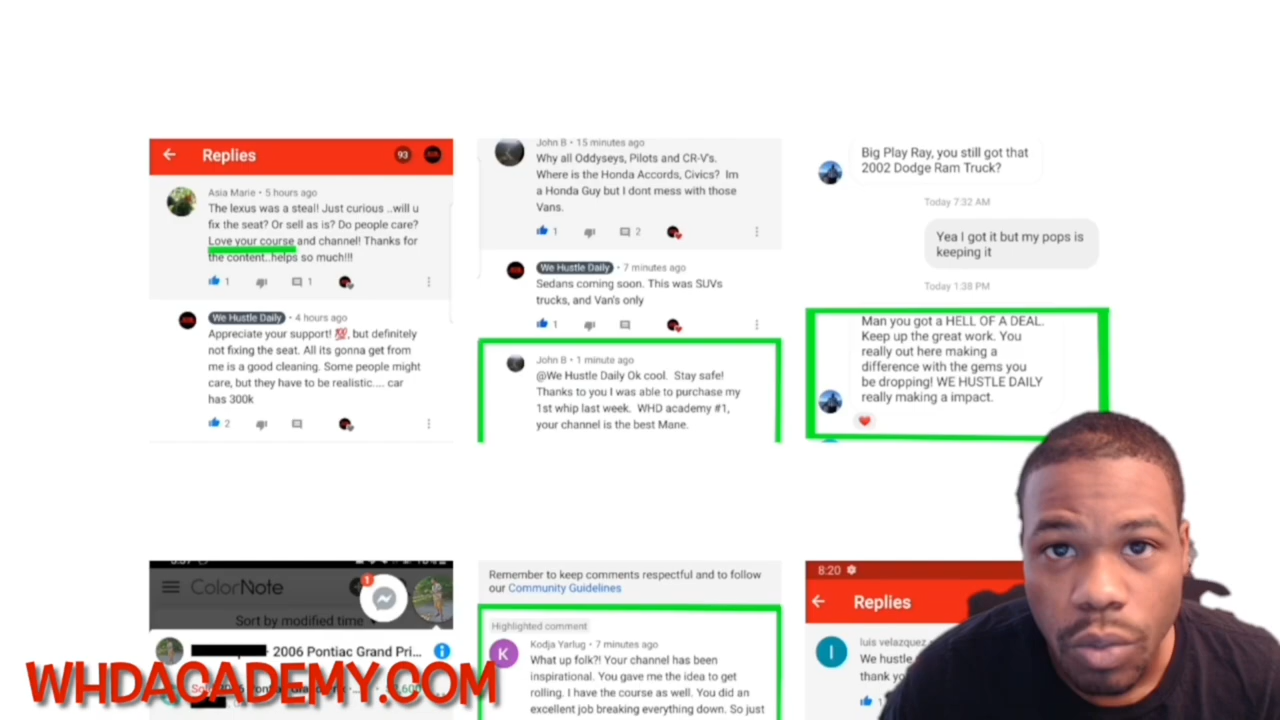 Replies
93
Asia Marie • 5 hours ago
The lexus was a steal! Just curious ..will u
fix the seat? Or sell as is? Do people care?
Love your course and channel! Thanks for
the content..helps so much!!!
1
1
We Hustle Daily • 4 hours ago
Appreciate your support! 💯, but definitely
not fixing the seat. All its gonna get from
me is a good cleaning. Some people might
care, but they have to be realistic.... car
has 300k
2
John B • 15 minutes ago
Why all Oddyseys, Pilots and CR-V's.
Where is the Honda Accords, Civics? Im
a Honda Guy but I dont mess with those
Vans.
1
2
We Hustle Daily • 7 minutes ago
Sedans coming soon. This was SUVs
trucks, and Van's only
1
John B • 1 minute ago
@We Hustle Daily Ok cool. Stay safe!
Thanks to you I was able to purchase my
1st whip last week. WHD academy #1,
your channel is the best Mane.
Big Play Ray, you still got that
2002 Dodge Ram Truck?
Today 7:32 AM
Yea I got it but my pops is
keeping it
Today 1:38 PM
Man you got a HELL OF A DEAL.
Keep up the great work. You
really out here making a
difference with the gems you
be dropping! WE HUSTLE DAILY
really making a impact.
ColorNote
1
Sort by modified time
2006 Pontiac Grand Pri...
WHDACADEMY.COM
Remember to keep comments respectful and to follow
our Community Guidelines
Highlighted comment
K
Kodja Yarlug • 7 minutes ago
What up folk?! Your channel has been
inspirational. You gave me the idea to get
rolling. I have the course as well. You did an
excellent job breaking everything down. So just
8:20
Replies
I
luis velazquez
We hustle
thank yo
1